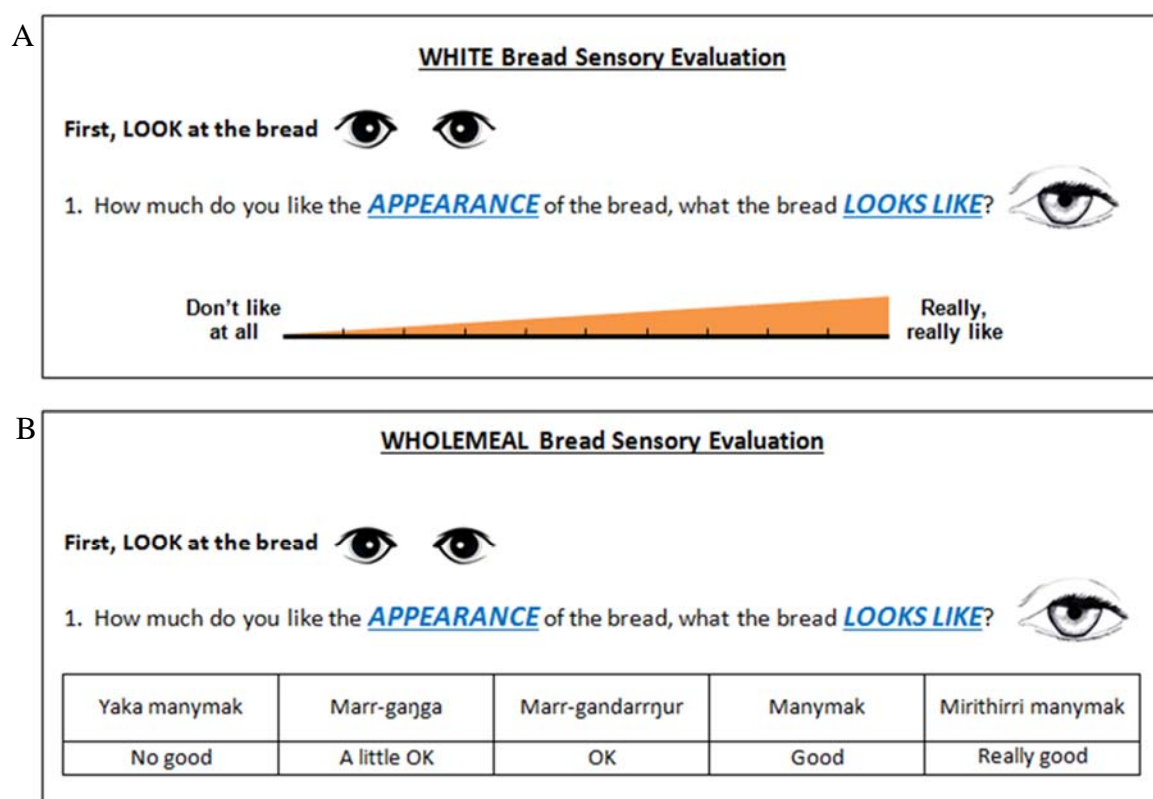 A
WHITE Bread Sensory Evaluation
First, LOOK at the bread
1. How much do you like the APPEARANCE of the bread, what the bread LOOKS LIKE?
Don't like
at all
Really,
really like
B
WHOLEMEAL Bread Sensory Evaluation
First, LOOK at the bread
1. How much do you like the APPEARANCE of the bread, what the bread LOOKS LIKE?
Yaka manymak Marr-gaŋga Marr-gandarrŋur Manymak Mirithirri manymak
No good A little OK OK Good Really good